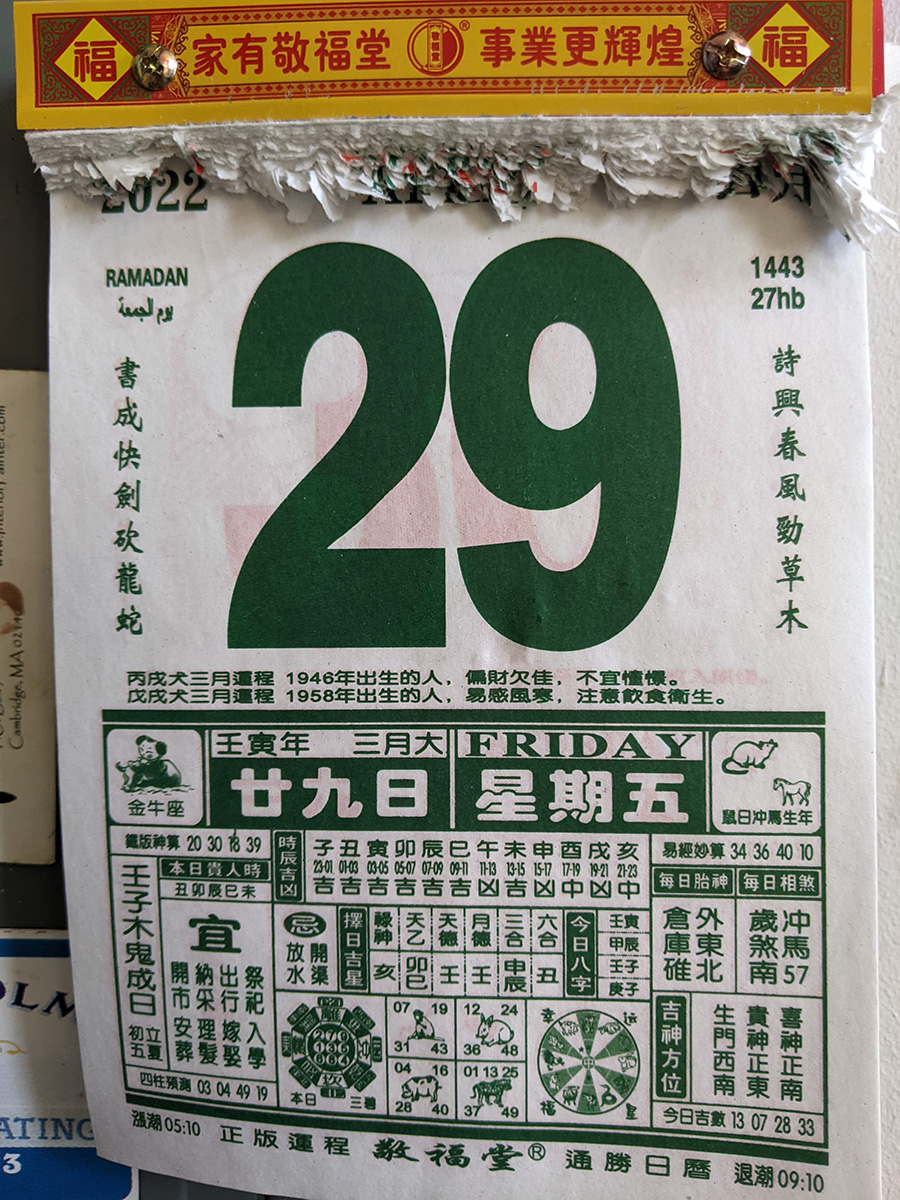 福 家有敬福堂 敬福堂 ® 事業更輝煌 福
2022 APRIL 四月
RAMADAN
يوم الجمعة
1443
27hb
書成快劍砍龍蛇
詩興春風勁草木
丙戌犬三月運程 1946年出生的人，偏財欠佳，不宜憧憬。
戊戌犬三月運程 1958年出生的人，易感風寒，注意飲食衛生。
金牛座
壬寅年 三月大
廿九日
FRIDAY
星期五
鼠日冲馬生年
鐵版神算 20 30 18 39
時辰吉凶
子 丑 寅 卯 辰 巳 午 未 申 酉 戌 亥
23-01 01-03 03-05 05-07 07-09 09-11 11-13 13-15 15-17 17-19 19-21 21-23
吉 吉 吉 吉 吉 吉 凶 吉 凶 中 凶 中
易經妙算 34 36 40 10
壬子木鬼成日
初五 立夏
本日貴人時
丑卯辰巳未
宜
祭祀 入學
出行 嫁娶
納采 理髮
開市 安葬
四柱預測 03 04 49 19
忌
開渠
放水
擇日吉星
祿神 天乙 天德 月德 三合 六合
亥 卯巳 壬 壬 申辰 丑
今日八字
壬寅
甲辰
壬子
庚子
每日胎神
外東北
倉庫碓
每日相煞
冲馬57
歲煞南
本日 三碧
07 19
31 43
12 24
36 48
04 16
28 40
01 13 25
37 49
吉神方位
喜神正南
貴神正東
生門西南
今日吉數 13 07 28 33
漲潮 05:10 正版運程 敬福堂® 通勝日曆 退潮 09:10
Cambridge, MA 02140
OLM
ATING
3